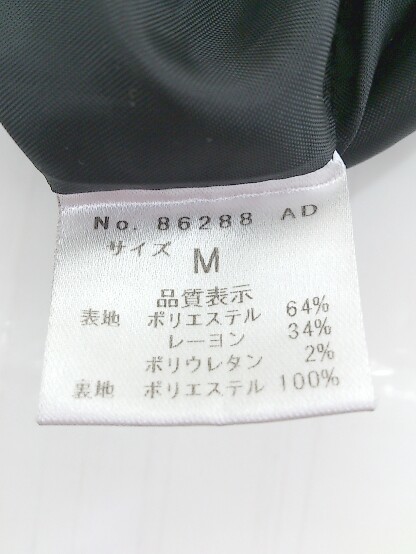 No. 86288 AD
サイズ M
品質表示
表地 ポリエステル 64%
レーヨン 34%
ポリウレタン 2%
裏地 ポリエステル 100%